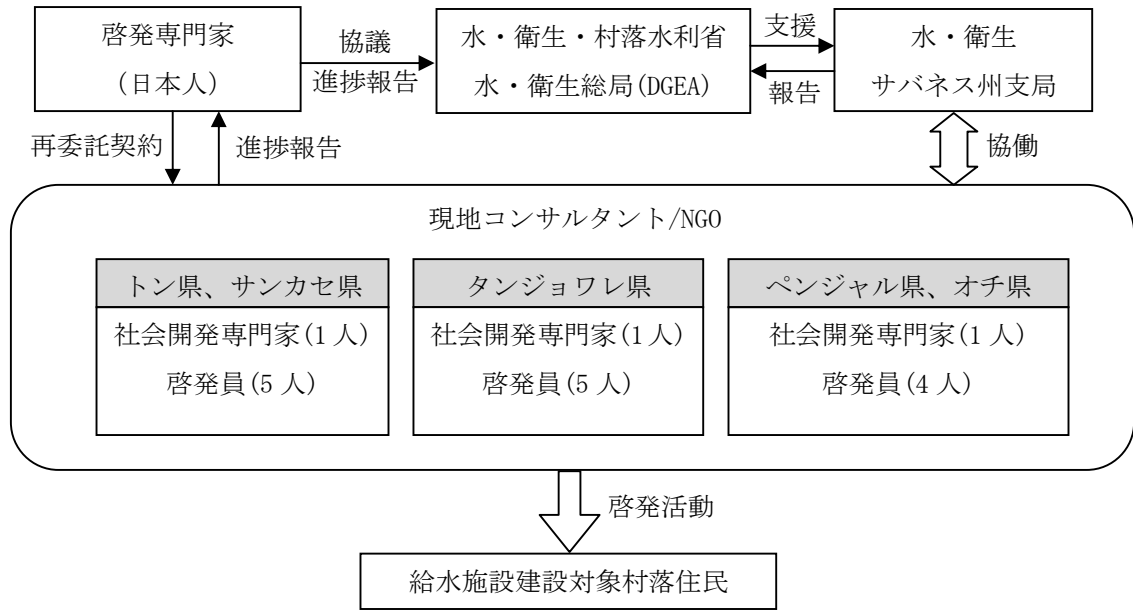 啓発専門家
(日本人)
協議
進捗報告
水・衛生・村落水利省
水・衛生総局(DGEA)
支援
報告
水・衛生
サバネス州支局
再委託契約
進捗報告
協働
現地コンサルタント/NGO
トン県、サンカセ県
社会開発専門家(1人)
啓発員(5人)
タンジョワレ県
社会開発専門家(1人)
啓発員(5人)
ペンジャル県、オチ県
社会開発専門家(1人)
啓発員(4人)
啓発活動
給水施設建設対象村落住民